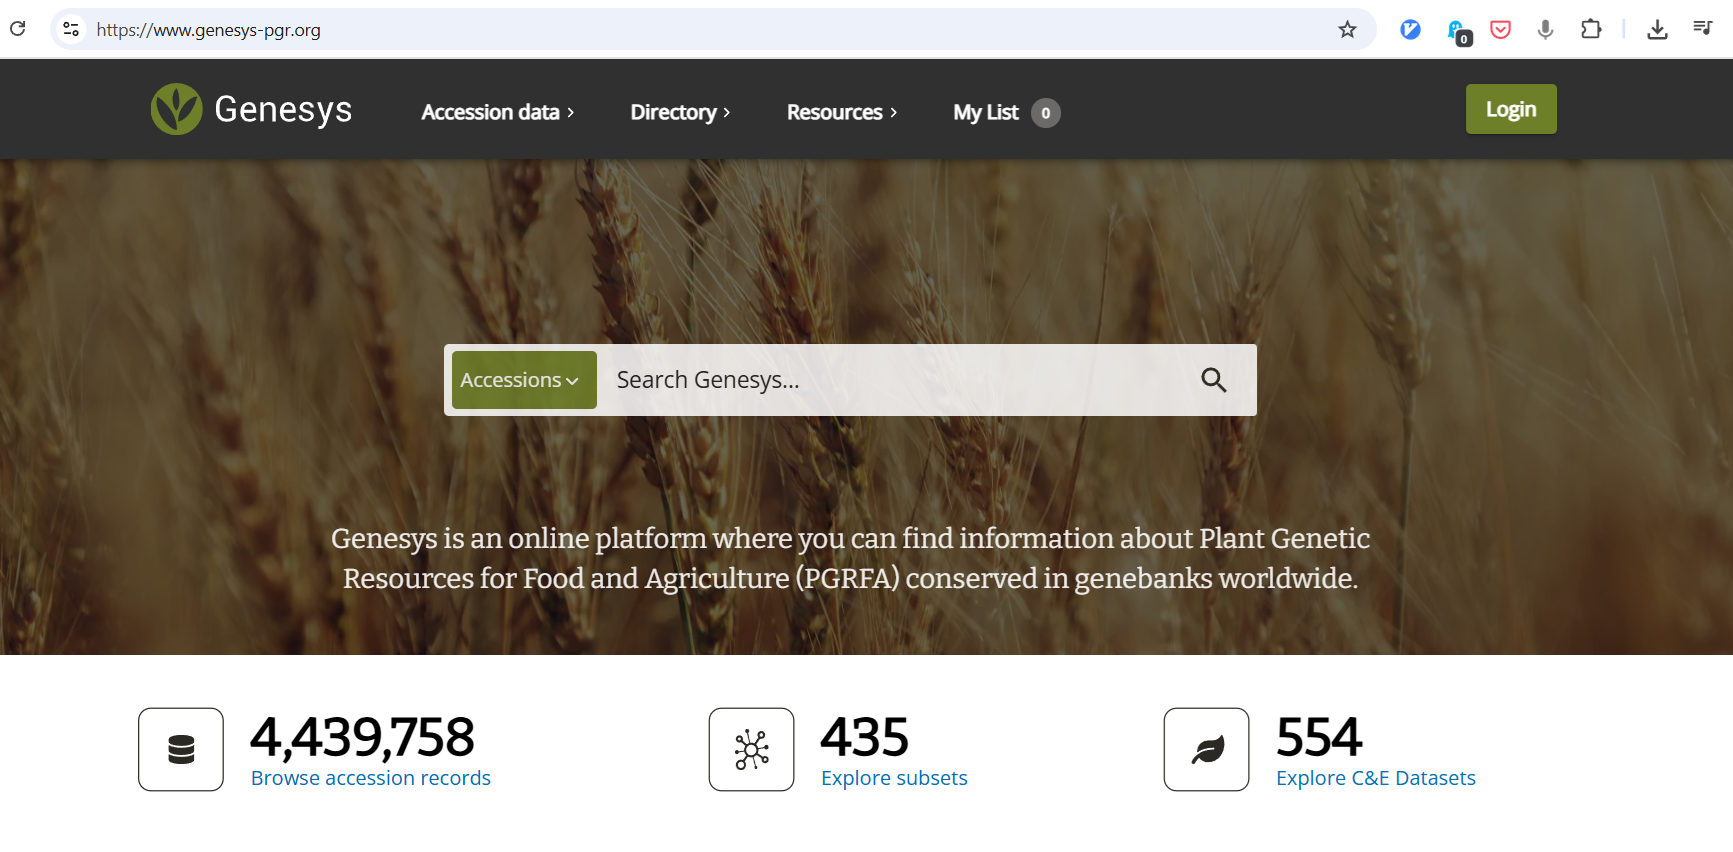 https://www.genesys-pgr.org
0
Genesys
Accession data
Directory
Resources
My List 0
Login
Accessions
Search Genesys...
Genesys is an online platform where you can find information about Plant Genetic
Resources for Food and Agriculture (PGRFA) conserved in genebanks worldwide.
4,439,758
Browse accession records
435
Explore subsets
554
Explore C&E Datasets